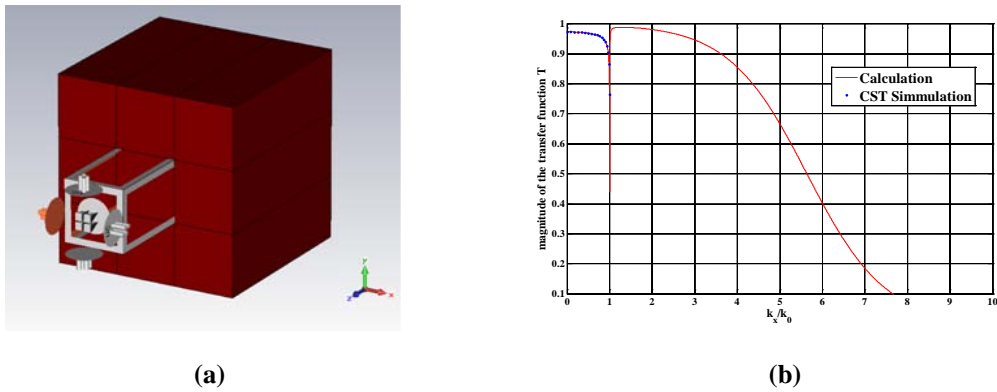 y
x
z
(a)
magnitude of the transfer function T
1
0.9
0.8
0.7
0.6
0.5
0.4
0.3
0.2
0.1
Calculation
CST Simmulation
0 1 2 3 4 5 6 7 8 9 10
k_x/k_0
(b)